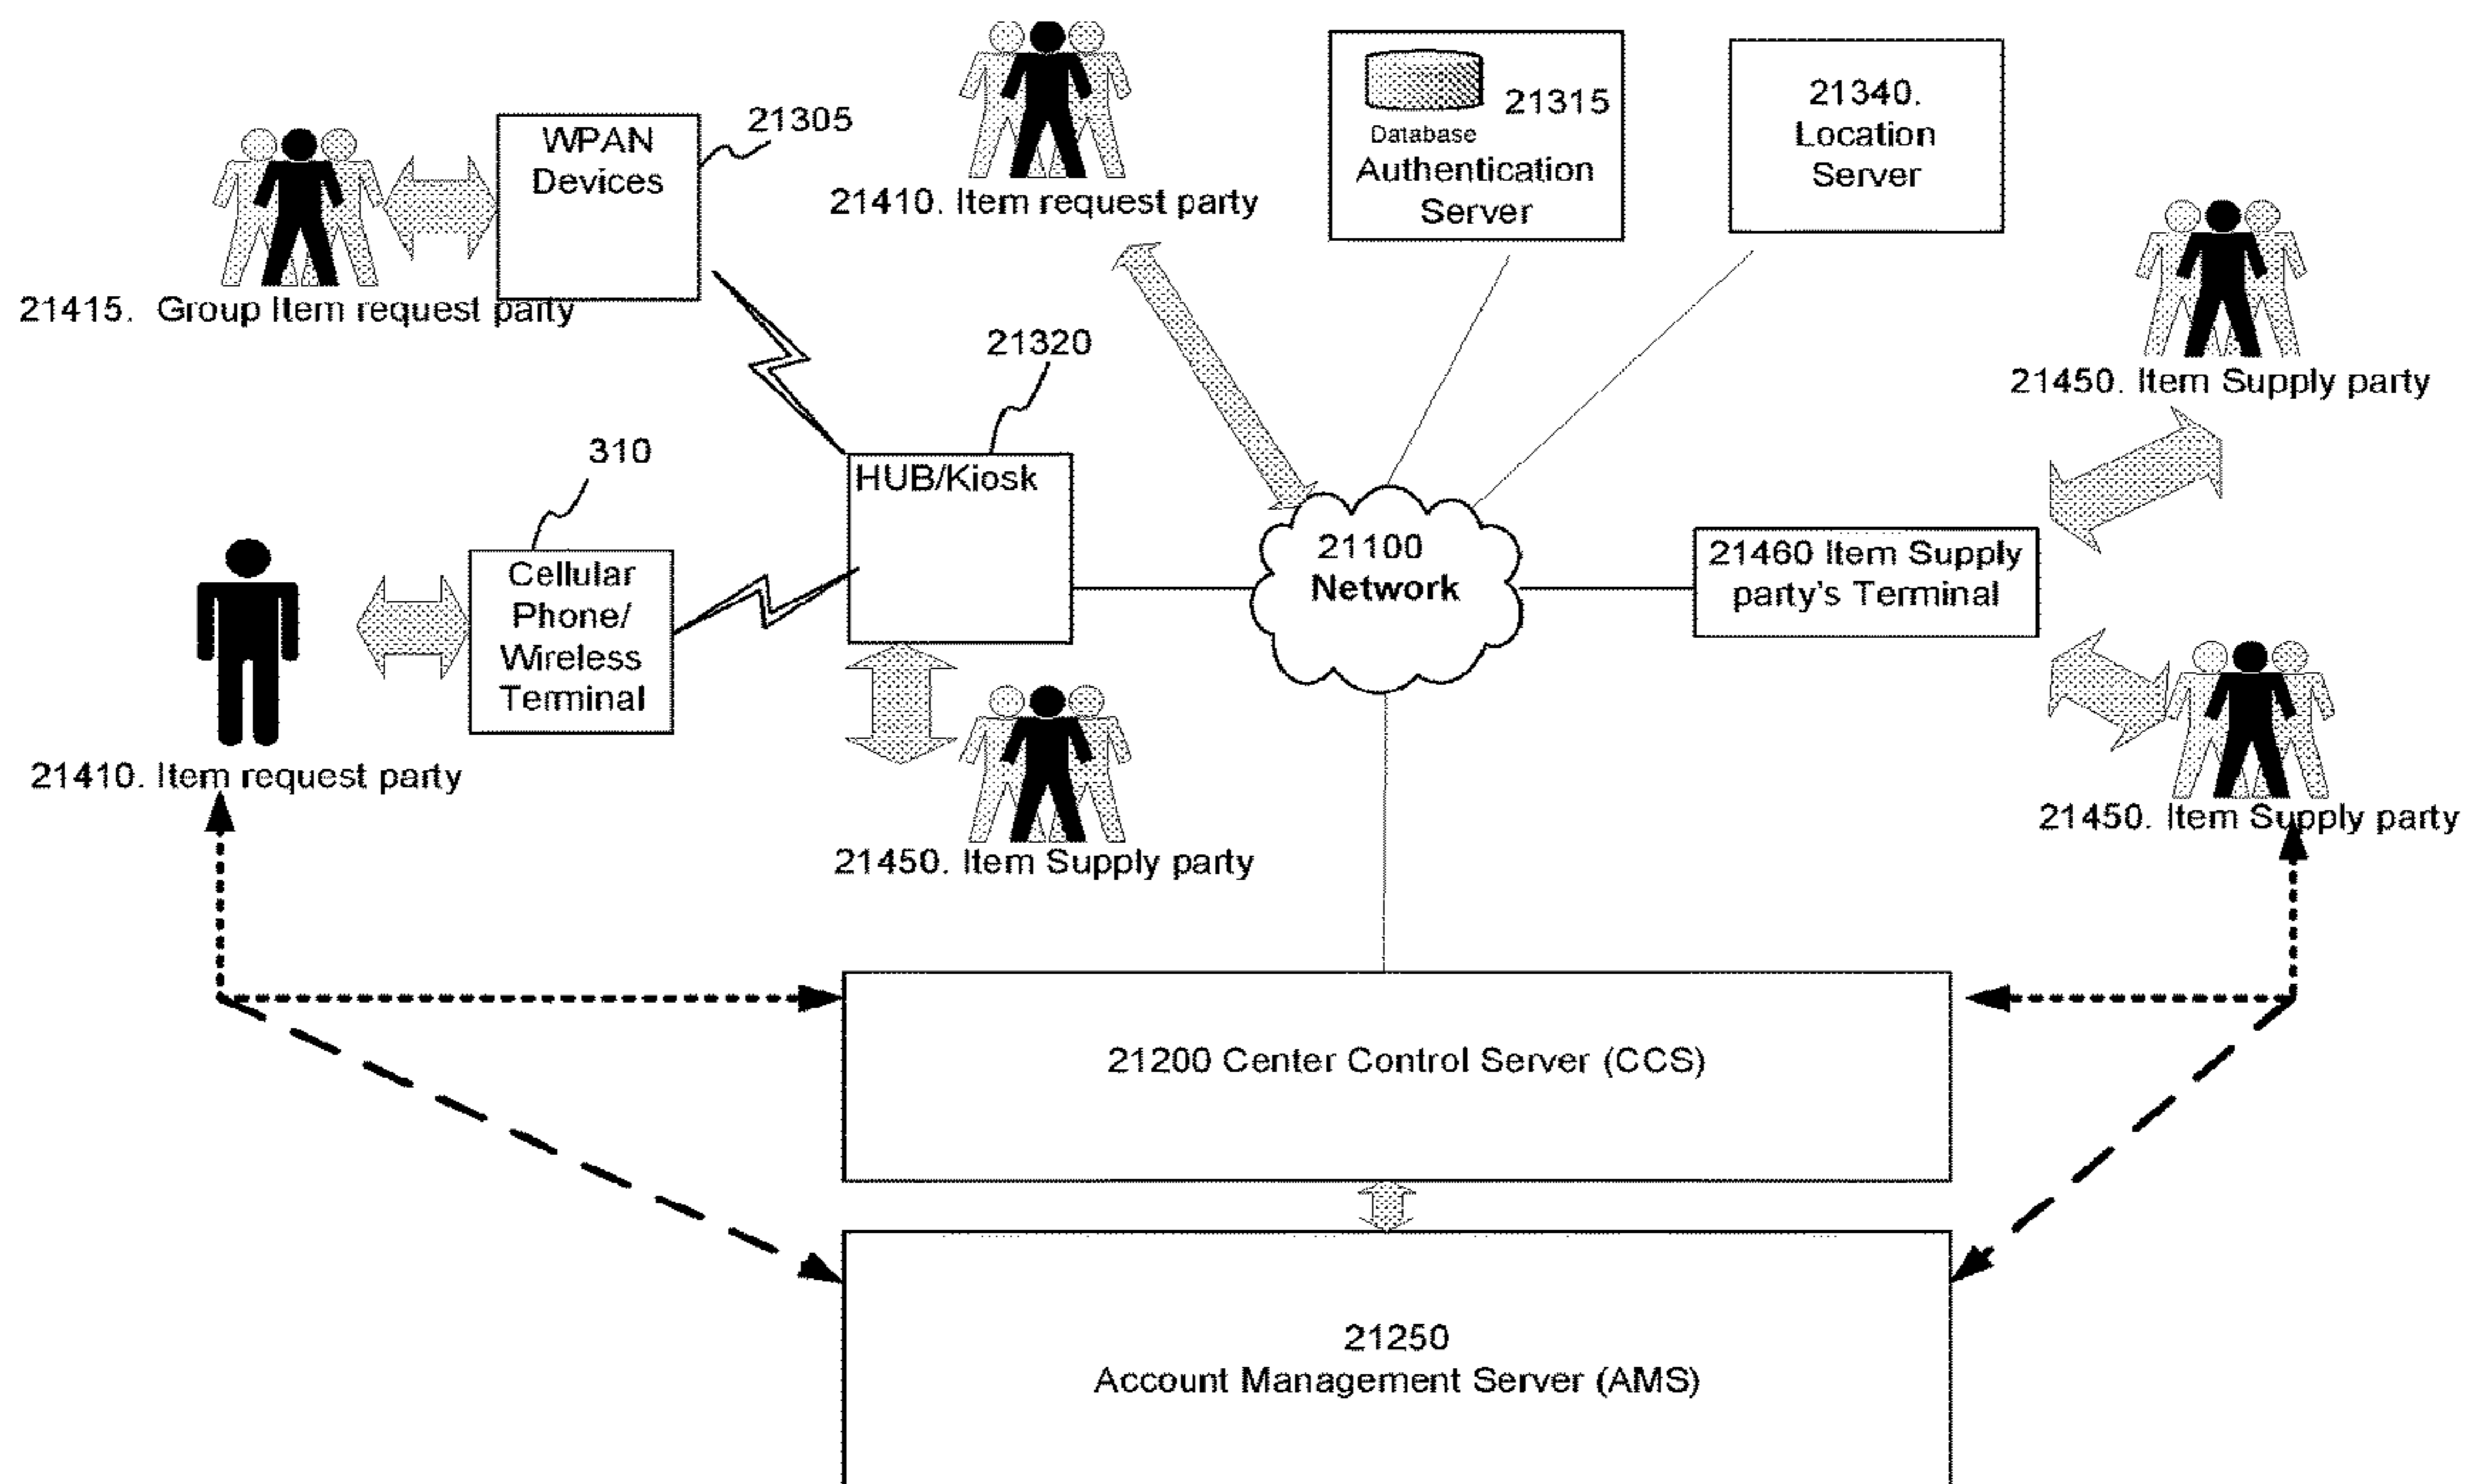 WPAN
Devices
21305
21415. Group Item request party
21410. Item request party
Database
21315
Authentication
Server
21340.
Location
Server
21450. Item Supply party
21320
HUB/Kiosk
310
Cellular
Phone/
Wireless
Terminal
21410. Item request party
21100
Network
21460 Item Supply
party's Terminal
21450. Item Supply party
21450. Item Supply party
21200 Center Control Server (CCS)
21250
Account Management Server (AMS)